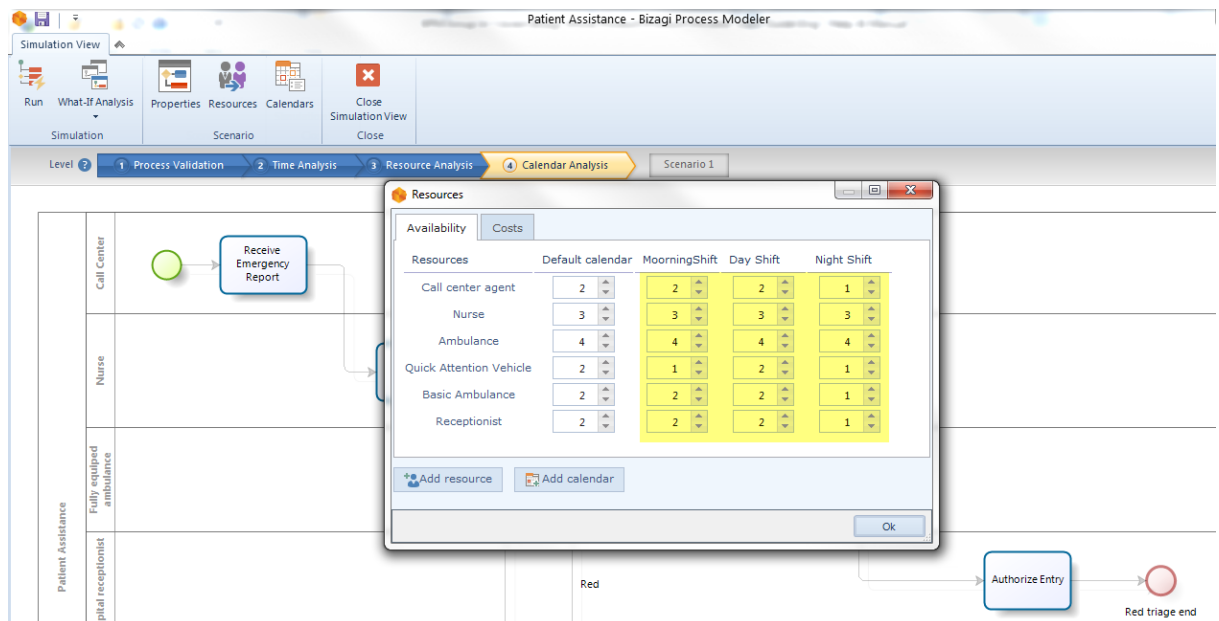 Patient Assistance - Bizagi Process Modeler
Simulation View
Run What-If Analysis Properties Resources Calendars Close Simulation View
Simulation Scenario Close
Level ? 1 Process Validation 2 Time Analysis 3 Resource Analysis 4 Calendar Analysis Scenario 1
Resources
Availability Costs
Resources Default calendar MoorningShift Day Shift Night Shift
Call center agent 2 2 2 1
Nurse 3 3 3 3
Ambulance 4 4 4 4
Quick Attention Vehicle 2 1 2 1
Basic Ambulance 2 2 2 1
Receptionist 2 2 2 1
Add resource Add calendar
Ok
Patient Assistance
Call Center
Receive
Emergency
Report
Nurse
Fully equiped
ambulance
pital receptionist
Red
Authorize Entry
Red triage end